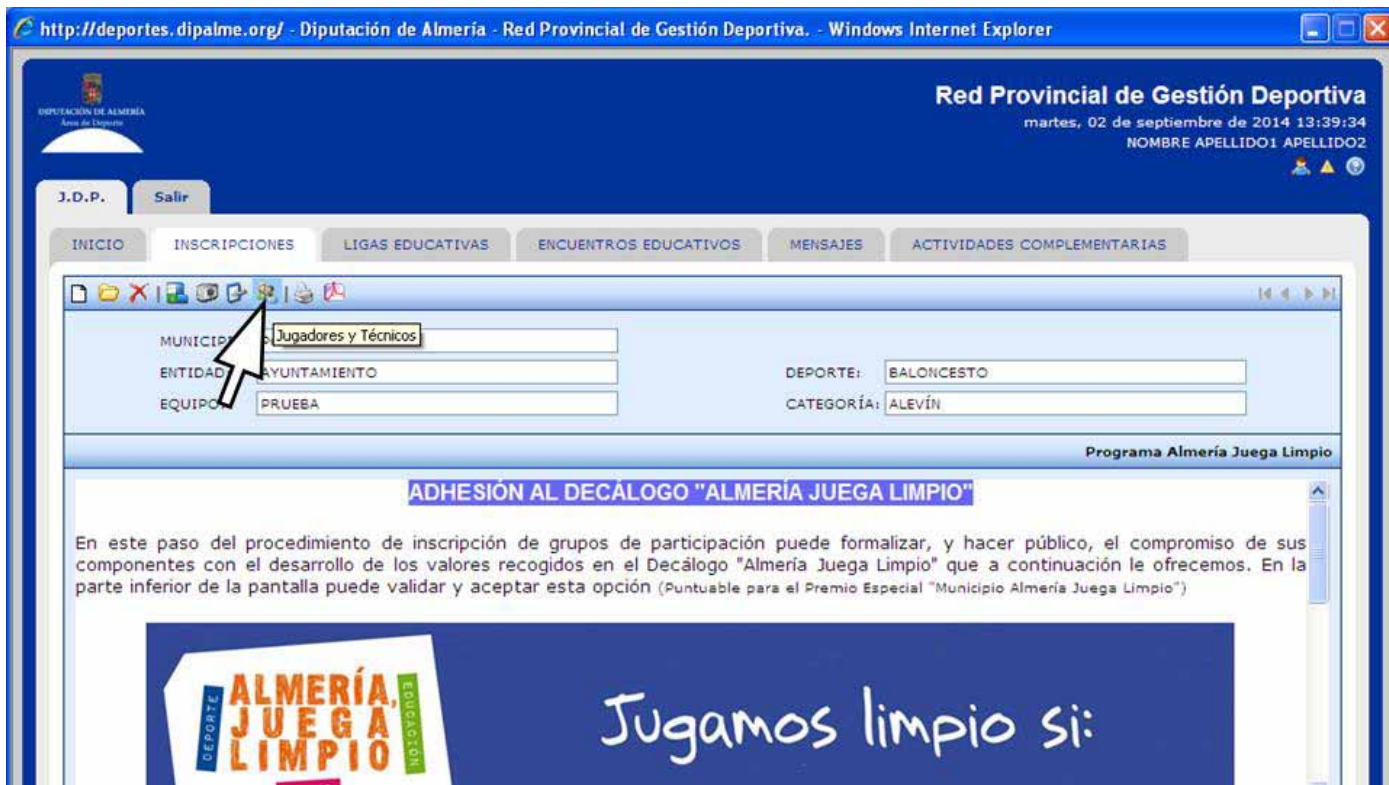 http://deportes.dipalme.org/ - Diputación de Almería - Red Provincial de Gestión Deportiva. - Windows Internet Explorer
DIPUTACIÓN DE ALMERÍA
Área de Deporte
Red Provincial de Gestión Deportiva
martes, 02 de septiembre de 2014 13:39:34
NOMBRE APELLIDO1 APELLIDO2
J.D.P. Salir
INICIO INSCRIPCIONES LIGAS EDUCATIVAS ENCUENTROS EDUCATIVOS MENSAJES ACTIVIDADES COMPLEMENTARIAS
Jugadores y Técnicos
MUNICIP
ENTIDAD AYUNTAMIENTO DEPORTE: BALONCESTO
EQUIPO PRUEBA CATEGORÍA: ALEVÍN
Programa Almería Juega Limpio
ADHESIÓN AL DECÁLOGO "ALMERÍA JUEGA LIMPIO"
En este paso del procedimiento de inscripción de grupos de participación puede formalizar, y hacer público, el compromiso de sus
componentes con el desarrollo de los valores recogidos en el Decálogo "Almería Juega Limpio" que a continuación le ofrecemos. En la
parte inferior de la pantalla puede validar y aceptar esta opción (Puntuable para el Premio Especial "Municipio Almería Juega Limpio")
DEPORTE
ALMERÍA,
JUEGA
LIMPIO
EDUCACIÓN
Jugamos limpio si: